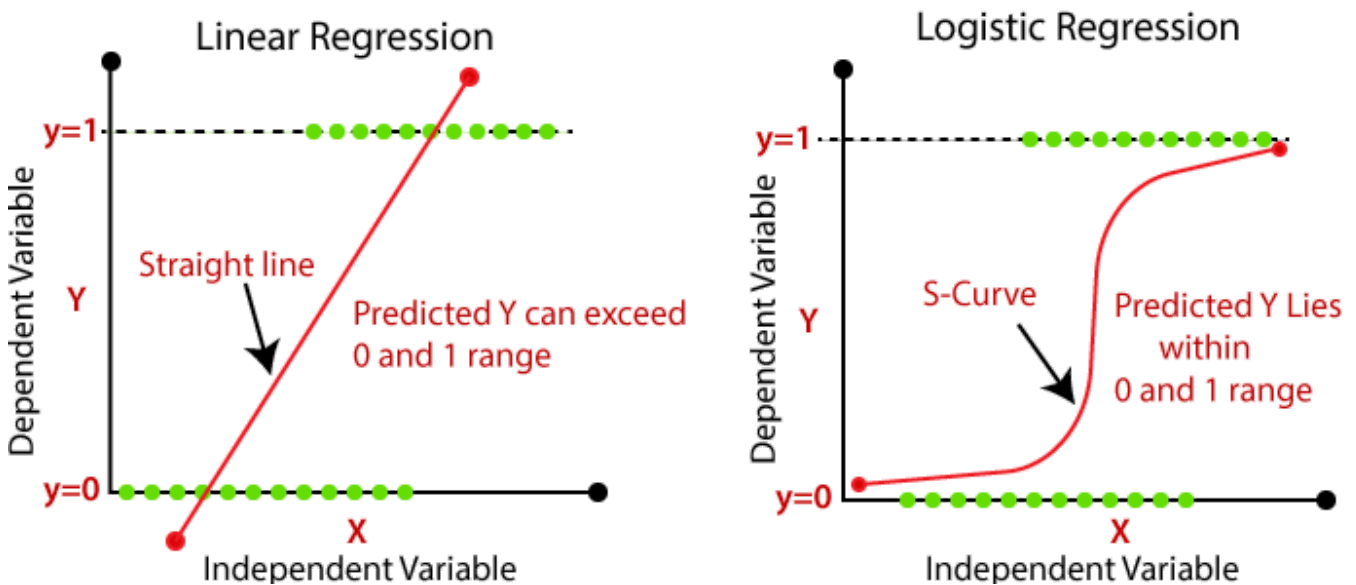 Linear Regression
y=1
Dependent Variable
Y
Straight line
Predicted Y can exceed
0 and 1 range
y=0
X
Independent Variable
Logistic Regression
y=1
Dependent Variable
Y
S-Curve
Predicted Y Lies
within
0 and 1 range
y=0
X
Independent Variable